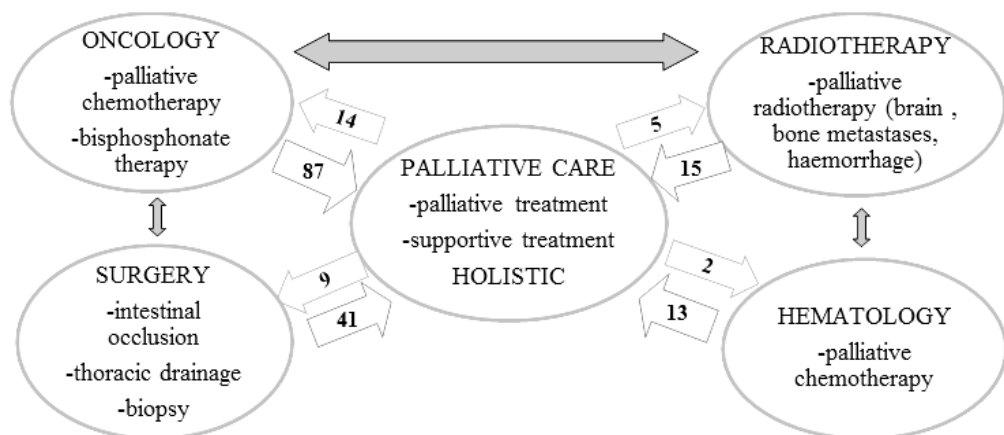 ONCOLOGY
-palliative
chemotherapy
-bisphosphonate
therapy
RADIOTHERAPY
-palliative
radiotherapy (brain ,
bone metastases,
haemorrhage)
14
87
5
15
PALLIATIVE CARE
-palliative treatment
-supportive treatment
HOLISTIC
9
41
2
13
SURGERY
-intestinal
occlusion
-thoracic drainage
-biopsy
HEMATOLOGY
-palliative
chemotherapy